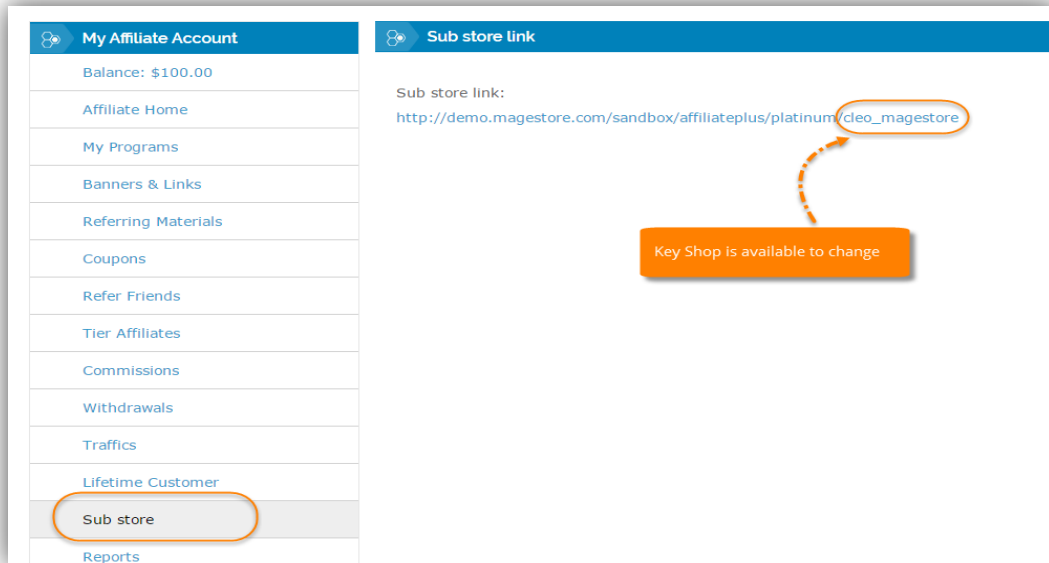 My Affiliate Account
Balance: $100.00
Affiliate Home
My Programs
Banners & Links
Referring Materials
Coupons
Refer Friends
Tier Affiliates
Commissions
Withdrawals
Traffics
Lifetime Customer
Sub store
Reports
Sub store link
Sub store link:
http://demo.magestore.com/sandbox/affiliateplus/platinum/cleo_magestore
Key Shop is available to change